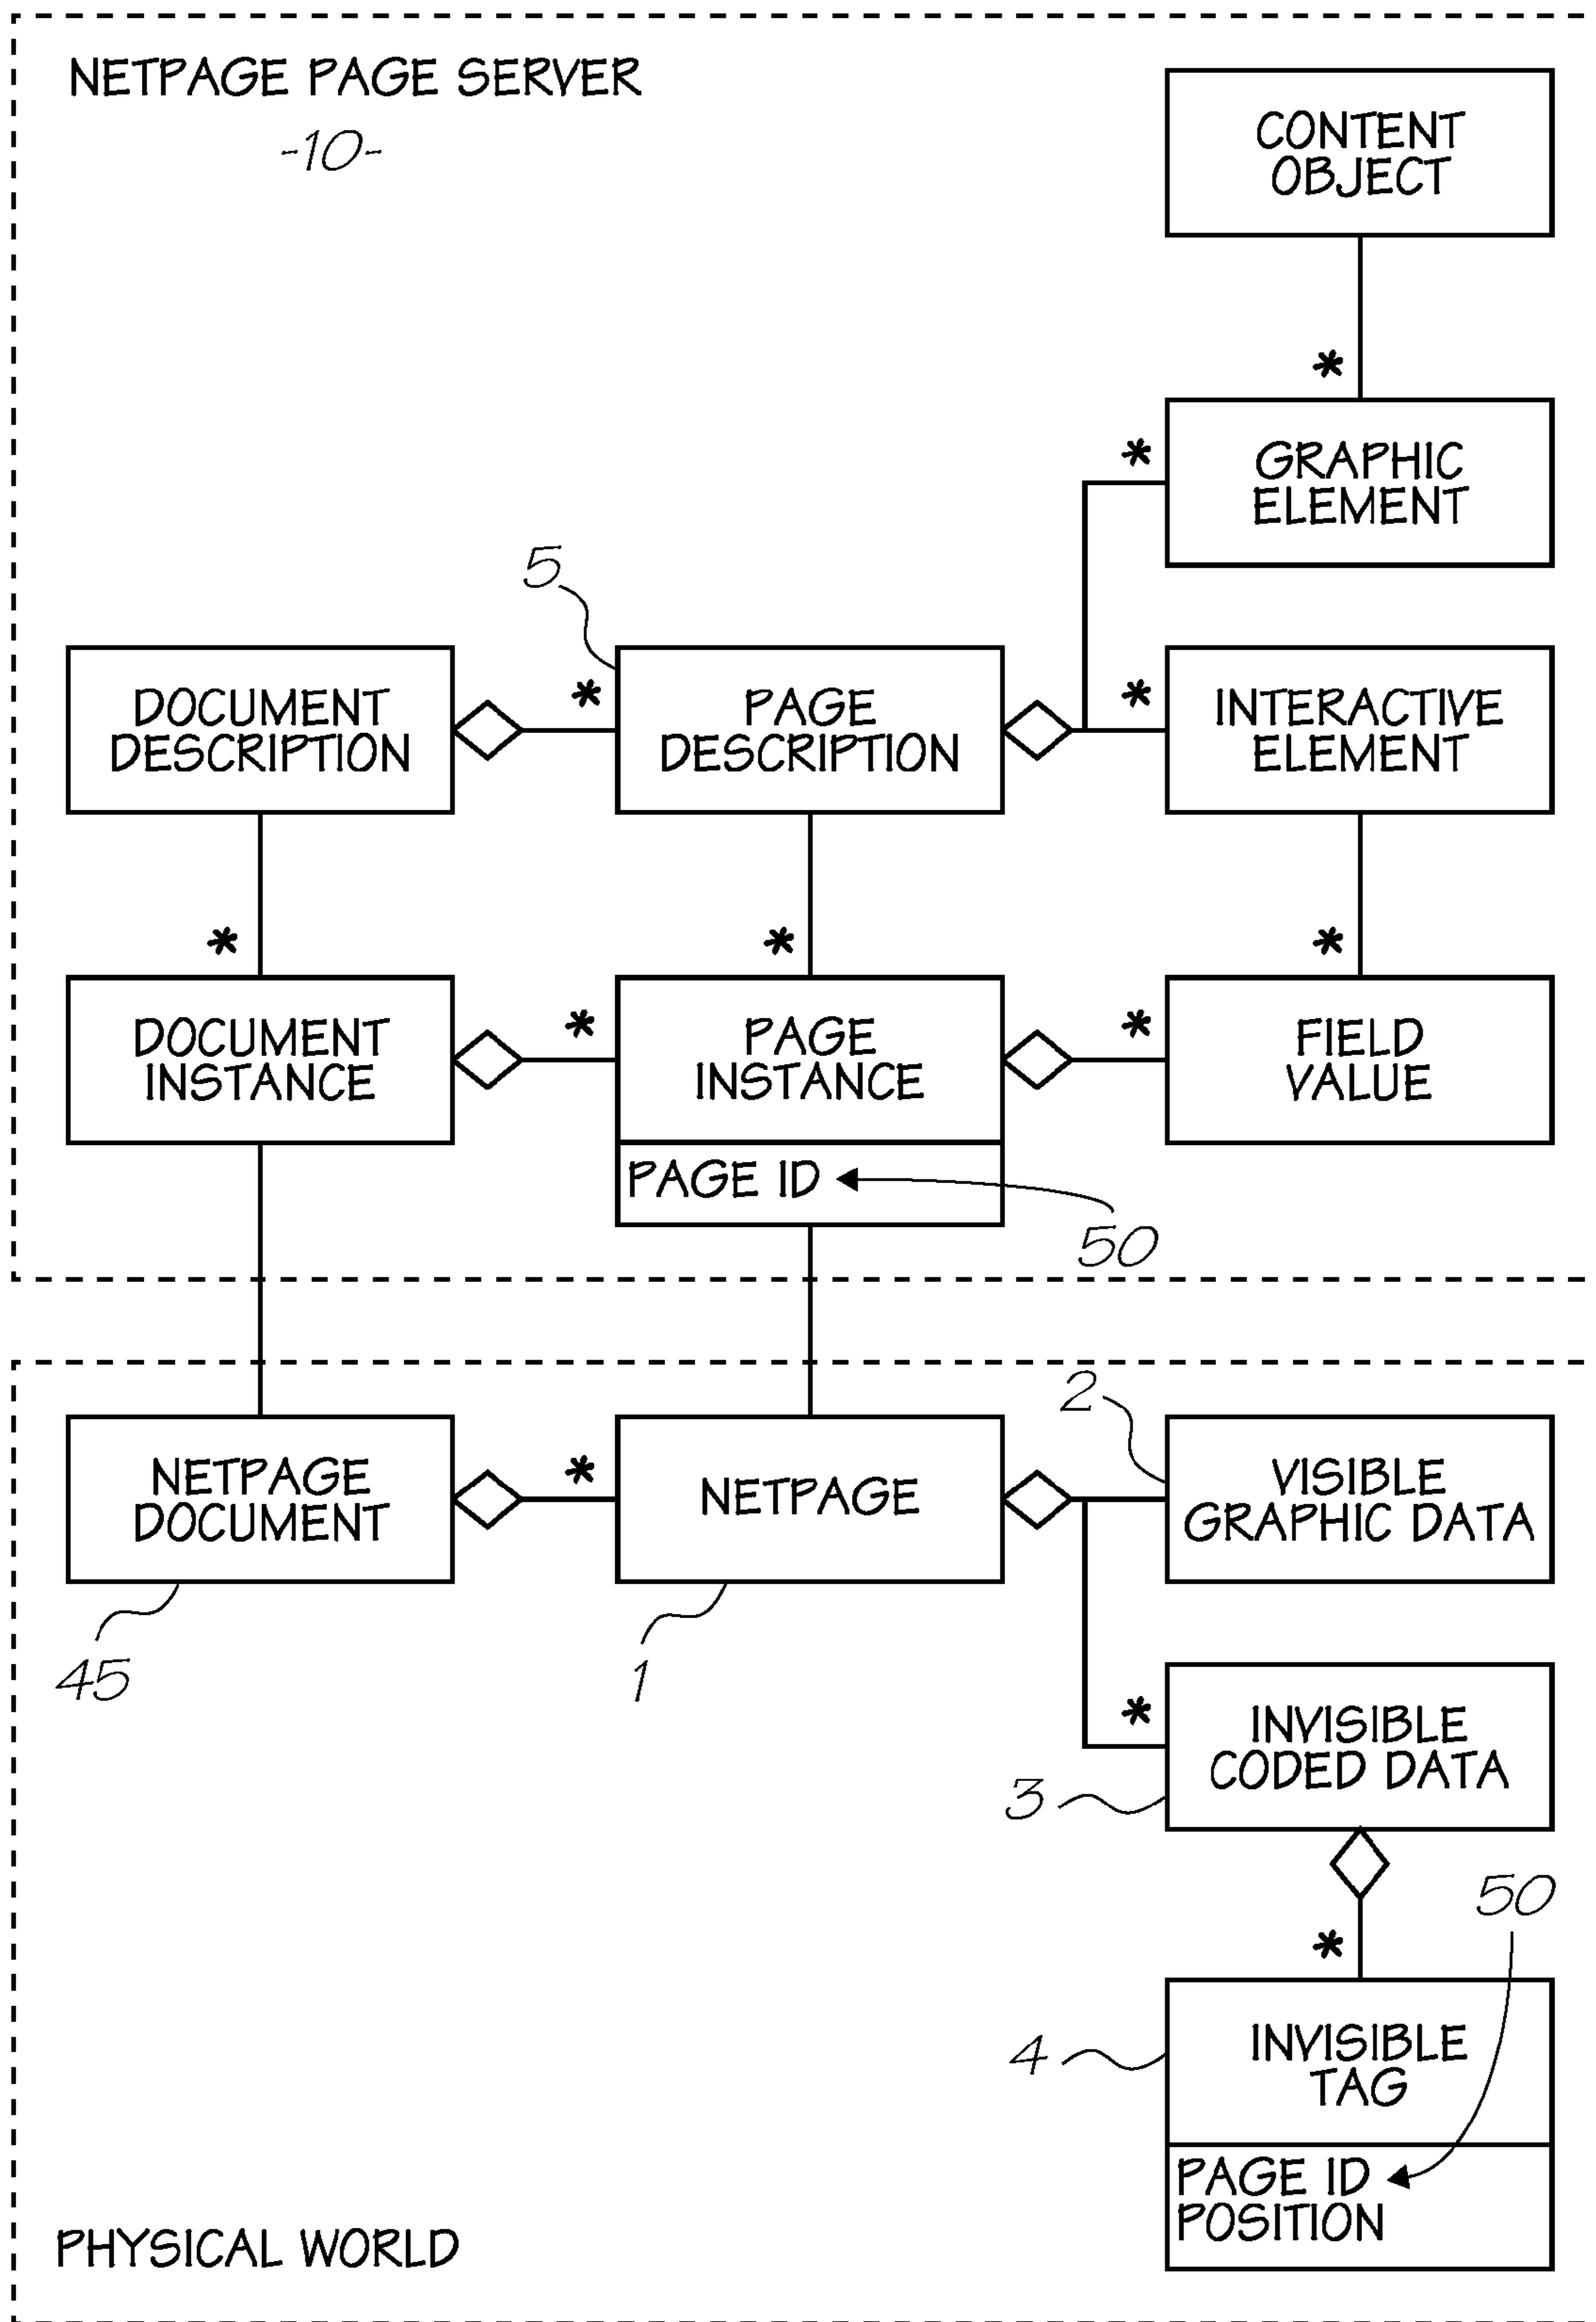 NETPAGE PAGE SERVER
-10-
CONTENT
OBJECT
*
*
GRAPHIC
ELEMENT
5
DOCUMENT
DESCRIPTION
*
PAGE
DESCRIPTION
*
INTERACTIVE
ELEMENT
*
*
*
DOCUMENT
INSTANCE
*
PAGE
INSTANCE
*
FIELD
VALUE
PAGE ID
50
2
NETPAGE
DOCUMENT
*
NETPAGE
VISIBLE
GRAPHIC DATA
45
1
*
INVISIBLE
CODED DATA
3
50
*
4
INVISIBLE
TAG
PAGE ID
POSITION
PHYSICAL WORLD